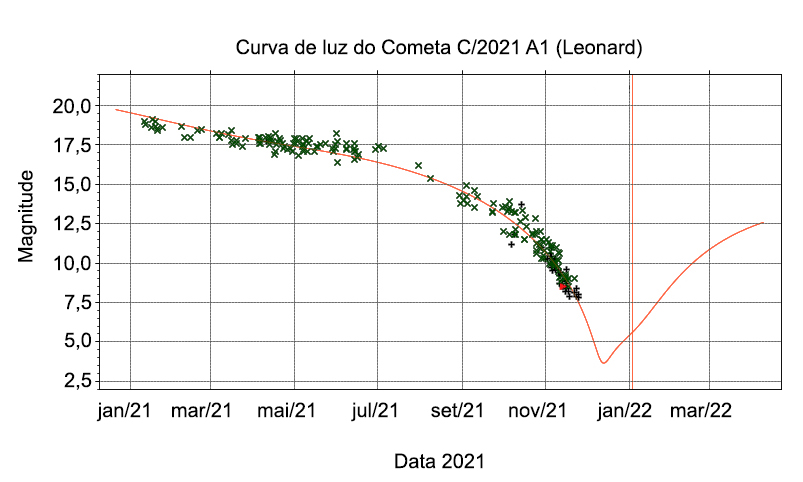 Curva de luz do Cometa C/2021 A1 (Leonard)
Magnitude
20,0
17,5
15,0
12,5
10,0
7,5
5,0
2,5
jan/21 mar/21 mai/21 jul/21 set/21 nov/21 jan/22 mar/22
Data 2021